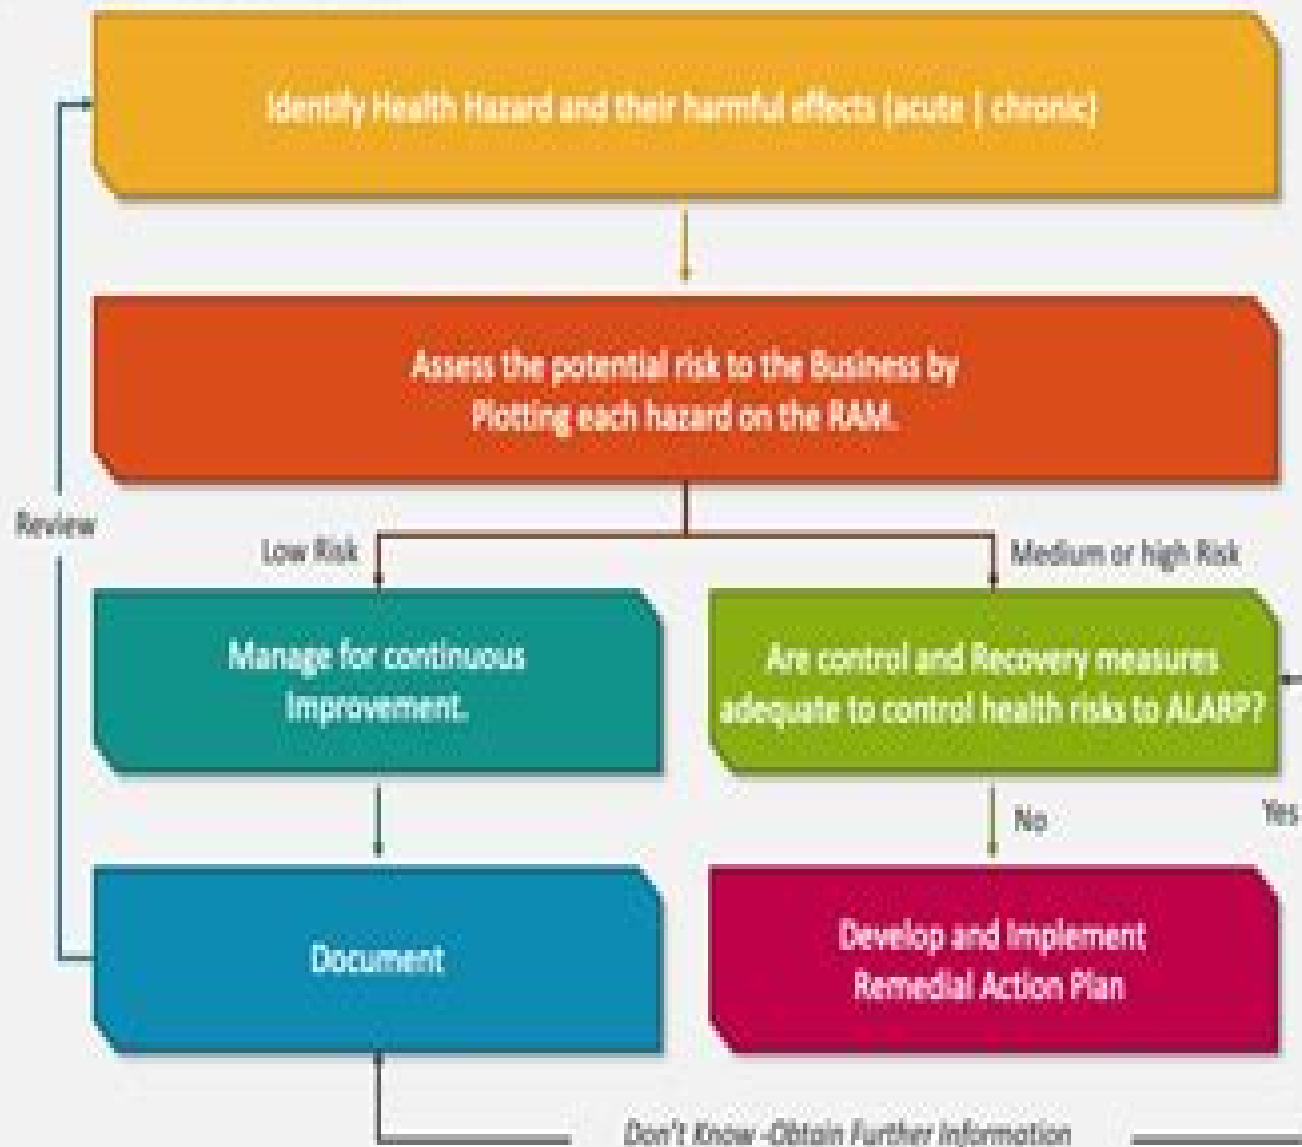 Identify Health Hazard and their harmful effects (acute | chronic)
Assess the potential risk to the Business by
Plotting each hazard on the RAM.
Review
Low Risk
Medium or high Risk
Manage for continuous
Improvement.
Are control and Recovery measures
adequate to control health risks to ALARP?
No
Yes
Document
Develop and Implement
Remedial Action Plan
Don't Know -Obtain Further Information